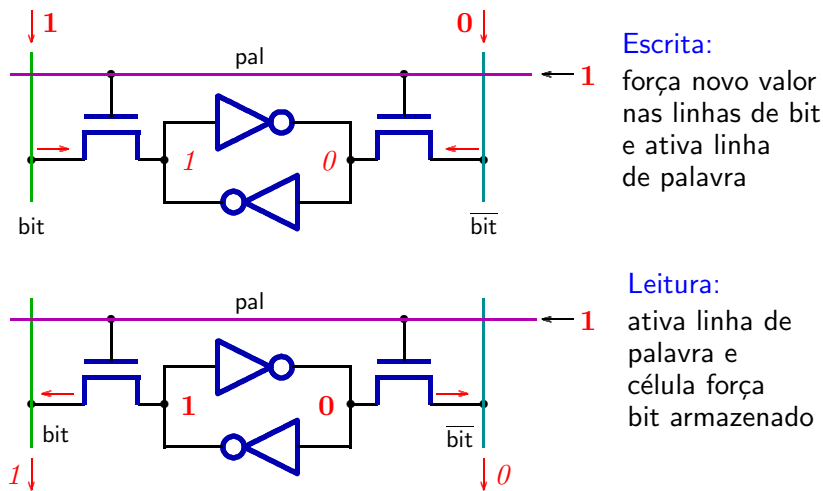 1
0
pal
1
Escrita:
força novo valor
nas linhas de bit
e ativa linha
de palavra
1
0
bit
bit
Leitura:
pal
1
ativa linha de
palavra e
célula força
bit armazenado
1
0
bit
bit
1
0